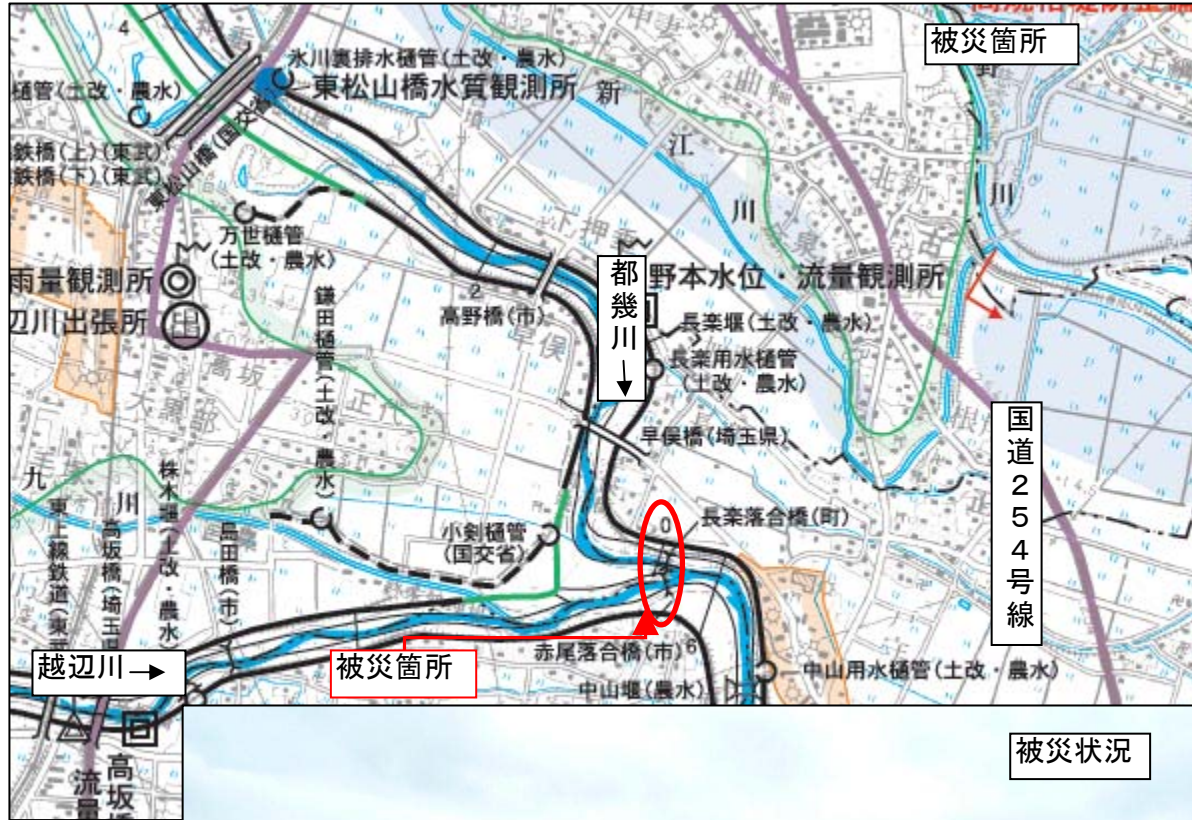 被災箇所
氷川裏排水樋管(土改・農水)
東松山橋水質観測所
樋管(土改・農水)
東松山橋(国交省)
鉄橋(上)(東武)
鉄橋(下)(東武)
新
江
川
万世樋管
(土改・農水)
雨量観測所
辺川出張所
鎌田樋管(土改・農水)
高野橋(市)
都幾川
↓
野本水位・流量観測所
長楽堰(土改・農水)
長楽用水樋管
(土改・農水)
早俣橋(埼玉県)
国道254号線
高坂
早俣
九
川
東上線鉄道(東武
高坂橋(埼玉県
株木堰(土改・農水)
島田橋(市)
小剣樋管
(国交省)
0
2
4
6
長楽落合橋(町)
越辺川→
被災箇所
赤尾落合橋(市)
中山堰(農水)
中山用水樋管(土改・農水)
高坂橋
流量
被災状況